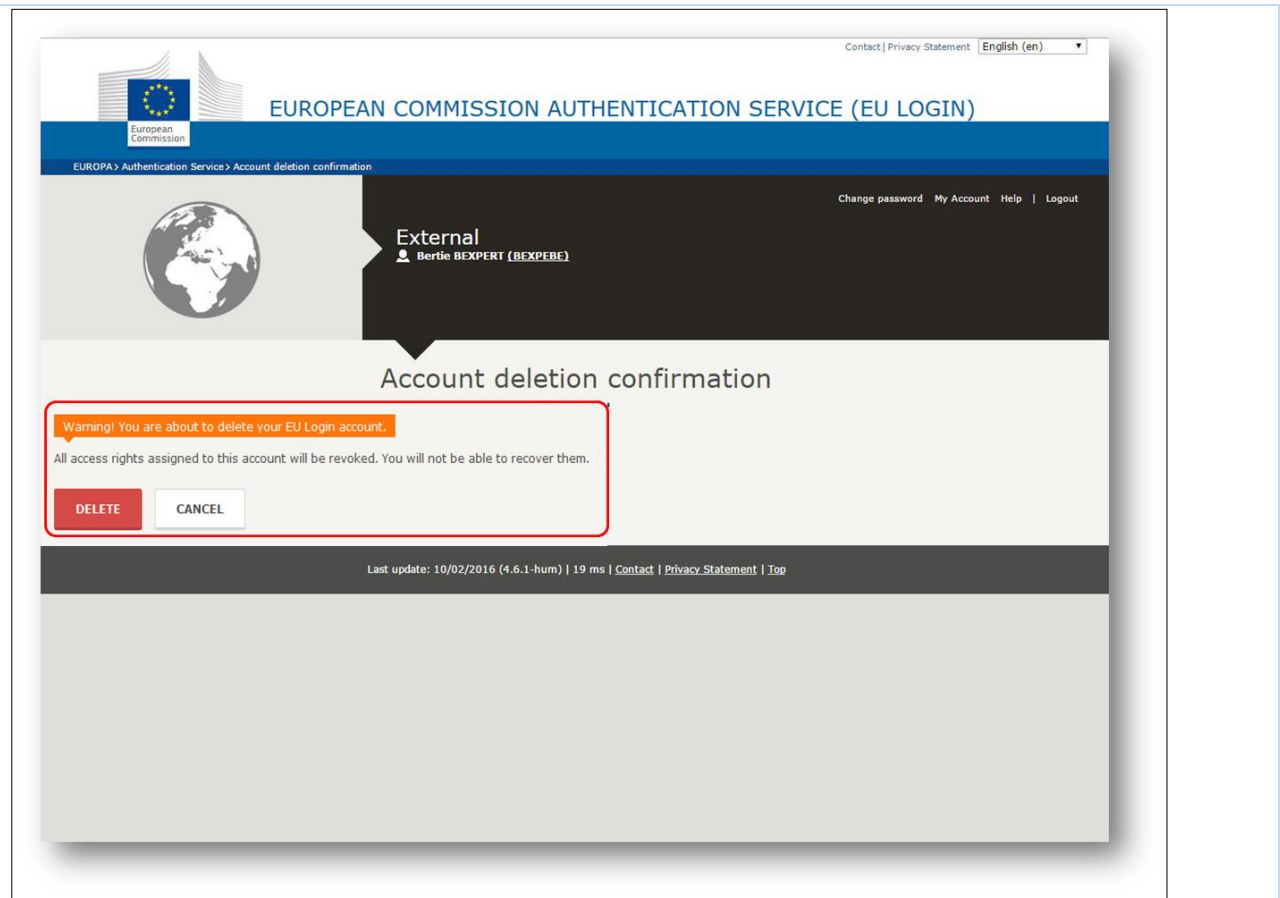 Contact | Privacy Statement English (en)
EUROPEAN COMMISSION AUTHENTICATION SERVICE (EU LOGIN)
European
Commission
EUROPA > Authentication Service > Account deletion confirmation
Change password My Account Help | Logout
External
Bertie BEXPERT (BEXPEBE)
Account deletion confirmation
Warning! You are about to delete your EU Login account.
All access rights assigned to this account will be revoked. You will not be able to recover them.
DELETE CANCEL
Last update: 10/02/2016 (4.6.1-hum) | 19 ms | Contact | Privacy Statement | Top